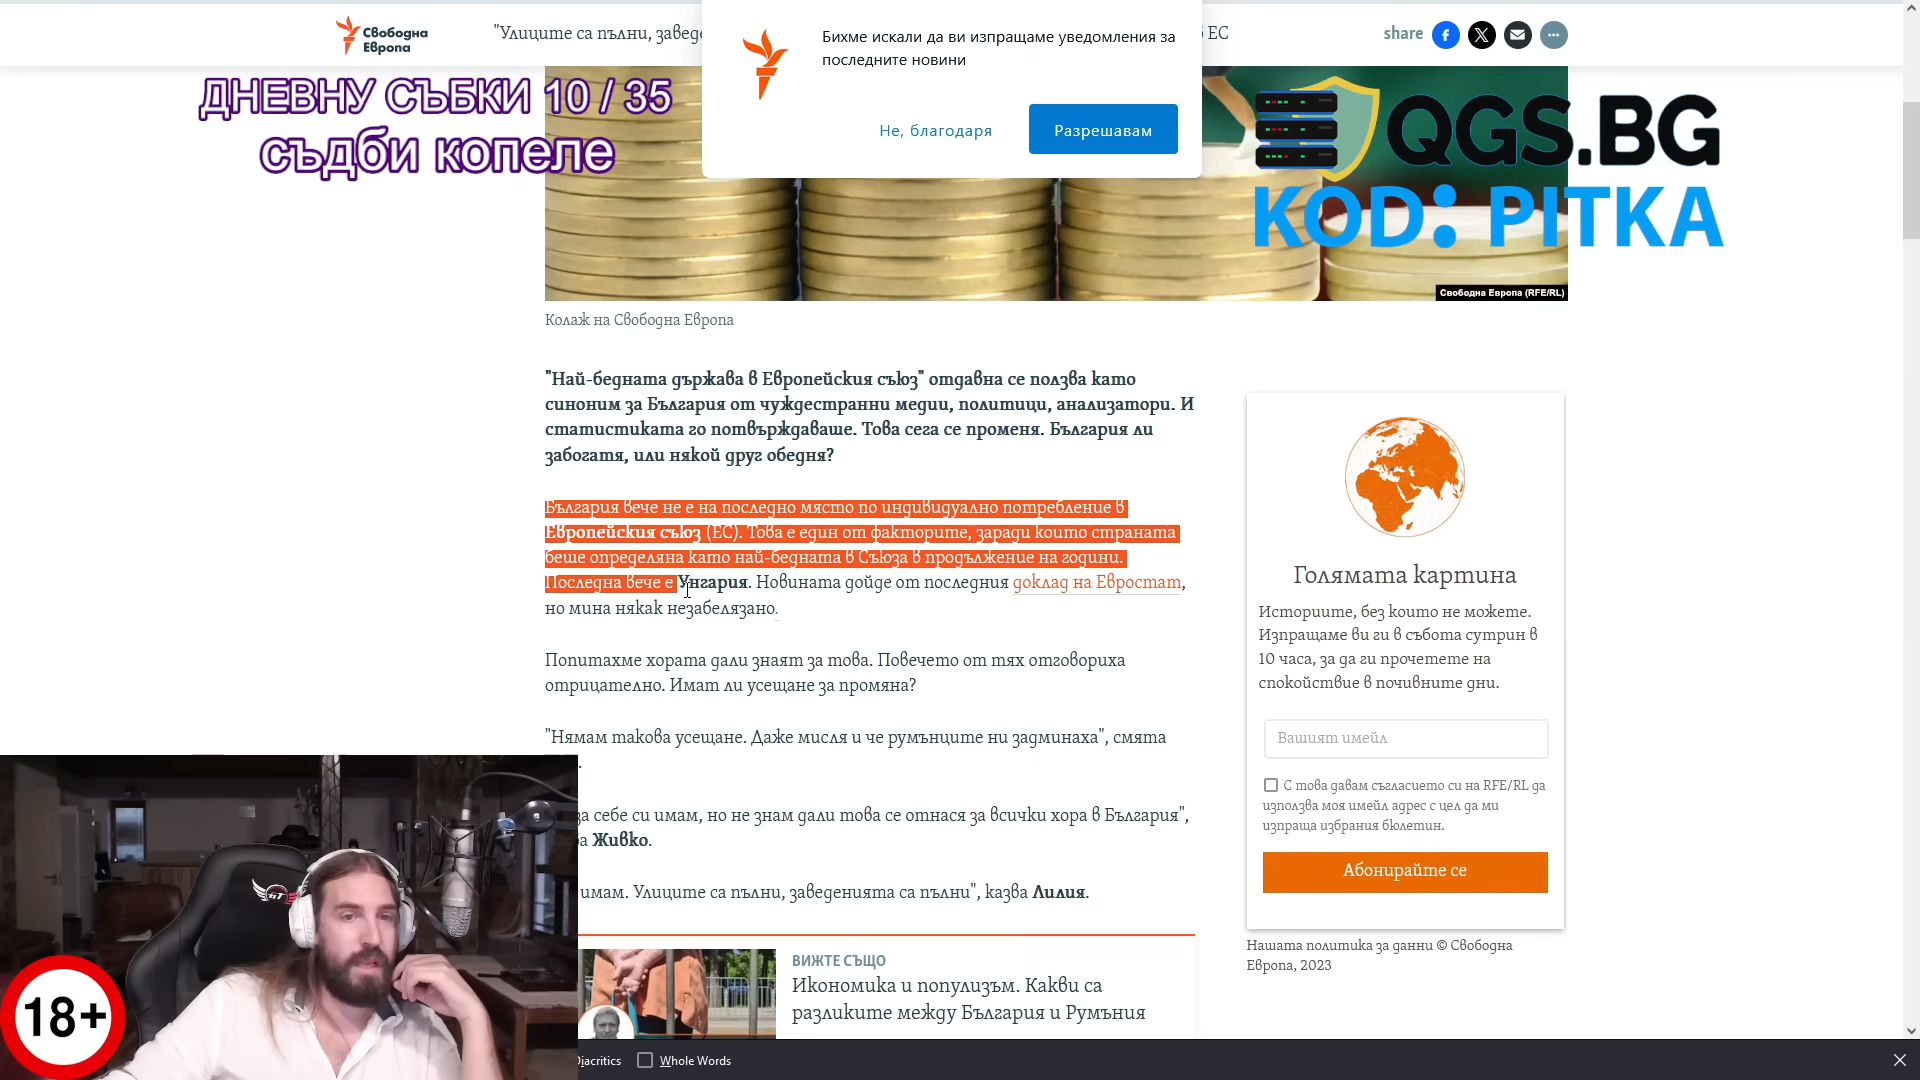 Свободна
Европа
"Улиците са пълни, завед
ЕС
share
Бихме искали да ви изпращаме уведомления за
последните новини
Не, благодаря
Разрешавам
ДНЕВНУ СЪБКИ 10 / 35
съдби копеле
QGS.BG
KOD: PITKA
Свободна Европа (RFE/RL)
Колаж на Свободна Европа
"Най-бедната държава в Европейския съюз" отдавна се ползва като
синоним за България от чуждестранни медии, политици, анализатори. И
статистиката го потвърждаваше. Това сега се променя. България ли
забогатя, или някой друг обедня?
България вече не е на последно място по индивидуално потребление в
Европейския съюз (ЕС). Това е един от факторите, заради които страната
беше определяна като най-бедната в Съюза в продължение на години.
Последна вече е Унгария. Новината дойде от последния доклад на Евростат,
но мина някак незабелязано.
Попитахме хората дали знаят за това. Повечето от тях отговориха
отрицателно. Имат ли усещане за промяна?
"Нямам такова усещане. Даже мисля и че румънците ни задминаха", смята
.
за себе си имам, но не знам дали това се отнася за всички хора в България",
Живко.
имам. Улиците са пълни, заведенията са пълни", казва Лилия.
ВИЖТЕ СЪЩО
Икономика и популизъм. Какви са
разликите между България и Румъния
Голямата картина
Историите, без които не можете.
Изпращаме ви ги в събота сутрин в
10 часа, за да ги прочетете на
спокойствие в почивните дни.
Вашият имейл
С това давам съгласието си на RFE/RL да
използва моя имейл адрес с цел да ми
изпраща избрания бюлетин.
Абонирайте се
Нашата политика за данни © Свободна
Европа, 2023
18+
Diacritics
Whole Words